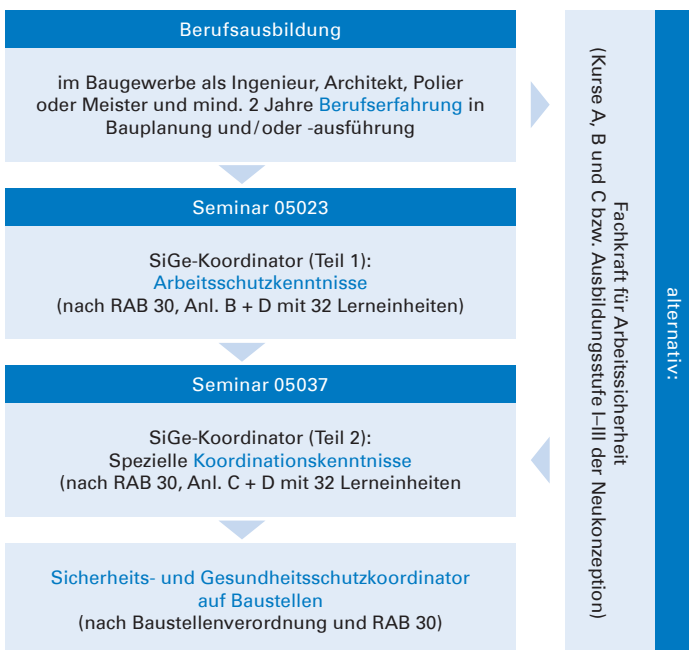 Berufsausbildung
im Baugewerbe als Ingenieur, Architekt, Polier
oder Meister und mind. 2 Jahre Berufserfahrung in
Bauplanung und/oder -ausführung
Seminar 05023
SiGe-Koordinator (Teil 1):
Arbeitsschutzkenntnisse
(nach RAB 30, Anl. B + D mit 32 Lerneinheiten)
Seminar 05037
SiGe-Koordinator (Teil 2):
Spezielle Koordinationskenntnisse
(nach RAB 30, Anl. C + D mit 32 Lerneinheiten
Sicherheits- und Gesundheitsschutzkoordinator
auf Baustellen
(nach Baustellenverordnung und RAB 30)
alternativ:
Fachkraft für Arbeitssicherheit
(Kurse A, B und C bzw. Ausbildungsstufe I–III der Neukonzeption)